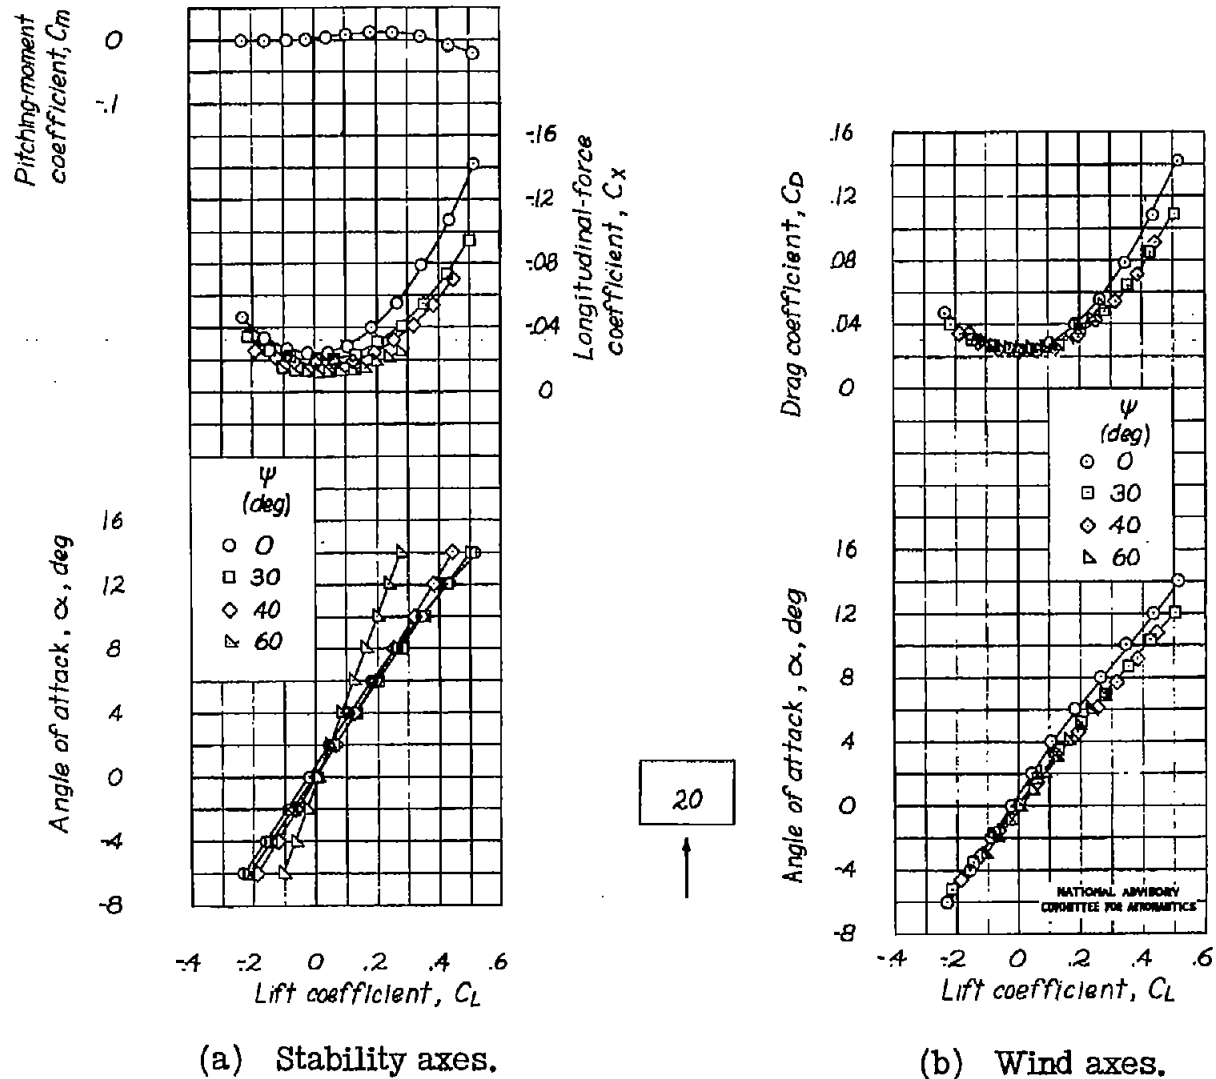 Pitching-moment
coefficient, Cm
0
-.1
-.16
-.12
-.08
-.04
0
Longitudinal-force
coefficient, Cx
ψ
(deg)
0
30
40
60
16
12
8
4
0
-4
-8
Angle of attack, α, deg
-.4 -.2 0 .2 .4 .6
Lift coefficient, CL
(a) Stability axes.
20
.16
.12
.08
.04
0
Drag coefficient, CD
ψ
(deg)
0
30
40
60
16
12
8
4
0
-4
-8
Angle of attack, α, deg
NATIONAL ADVISORY
COMMITTEE FOR AERONAUTICS
-.4 -.2 0 .2 .4 .6
Lift coefficient, CL
(b) Wind axes.